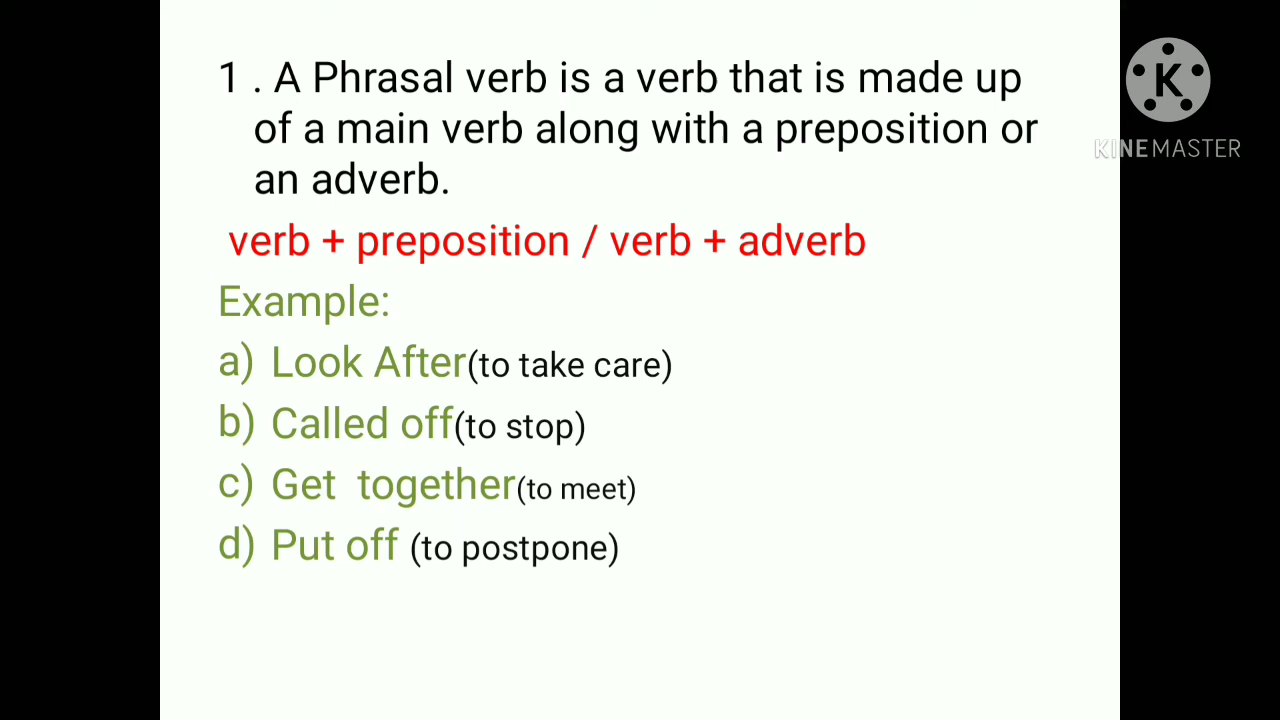 1 . A Phrasal verb is a verb that is made up
of a main verb along with a preposition or
an adverb.
verb + preposition / verb + adverb
Example:
a) Look After(to take care)
b) Called off(to stop)
c) Get together(to meet)
d) Put off (to postpone)
K
KINEMASTER